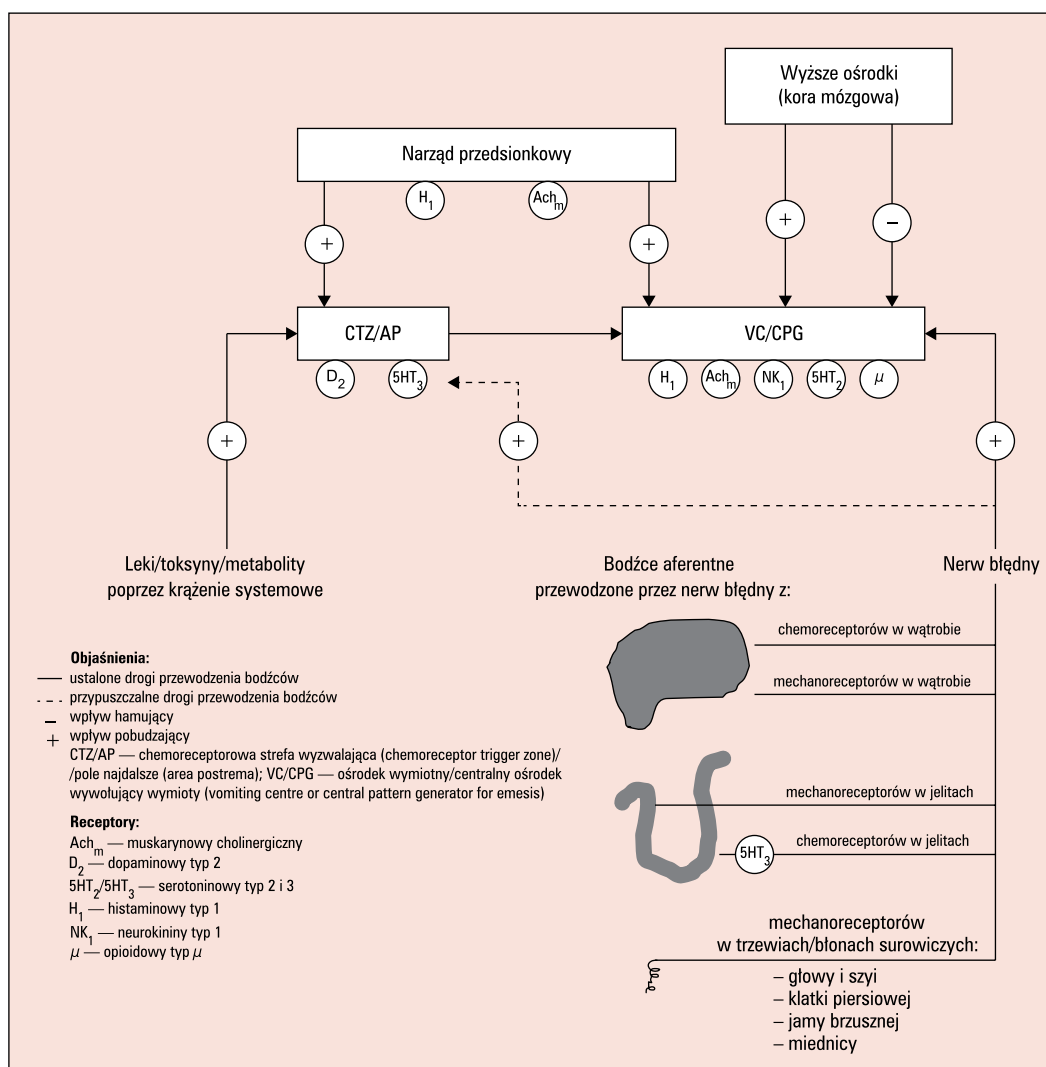 Wyższe ośrodki
(kora mózgowa)
Narząd przedsionkowy
H1
Achm
+
+
+
−
CTZ/AP
VC/CPG
D2
5HT3
H1
Achm
NK1
5HT2
μ
+
+
+
Leki/toksyny/metabolity
poprzez krążenie systemowe
Bodźce aferentne
przewodzone przez nerw błędny z:
Nerw błędny
chemoreceptorów w wątrobie
mechanoreceptorów w wątrobie
mechanoreceptorów w jelitach
5HT3
chemoreceptorów w jelitach
mechanoreceptorów
w trzewiach/błonach surowiczych:
– głowy i szyi
– klatki piersiowej
– jamy brzusznej
– miednicy
Objaśnienia:
ustalone drogi przewodzenia bodźców
przypuszczalne drogi przewodzenia bodźców
− wpływ hamujący
+ wpływ pobudzający
CTZ/AP — chemoreceptorowa strefa wyzwalająca (chemoreceptor trigger zone)/
/pole najdalsze (area postrema); VC/CPG — ośrodek wymiotny/centralny ośrodek
wywołujący wymioty (vomiting centre or central pattern generator for emesis)
Receptory:
Achm — muskarynowy cholinergiczny
D2 — dopaminowy typ 2
5HT2/5HT3 — serotoninowy typ 2 i 3
H1 — histaminowy typ 1
NK1 — neurokininy typ 1
μ — opioidowy typ μ